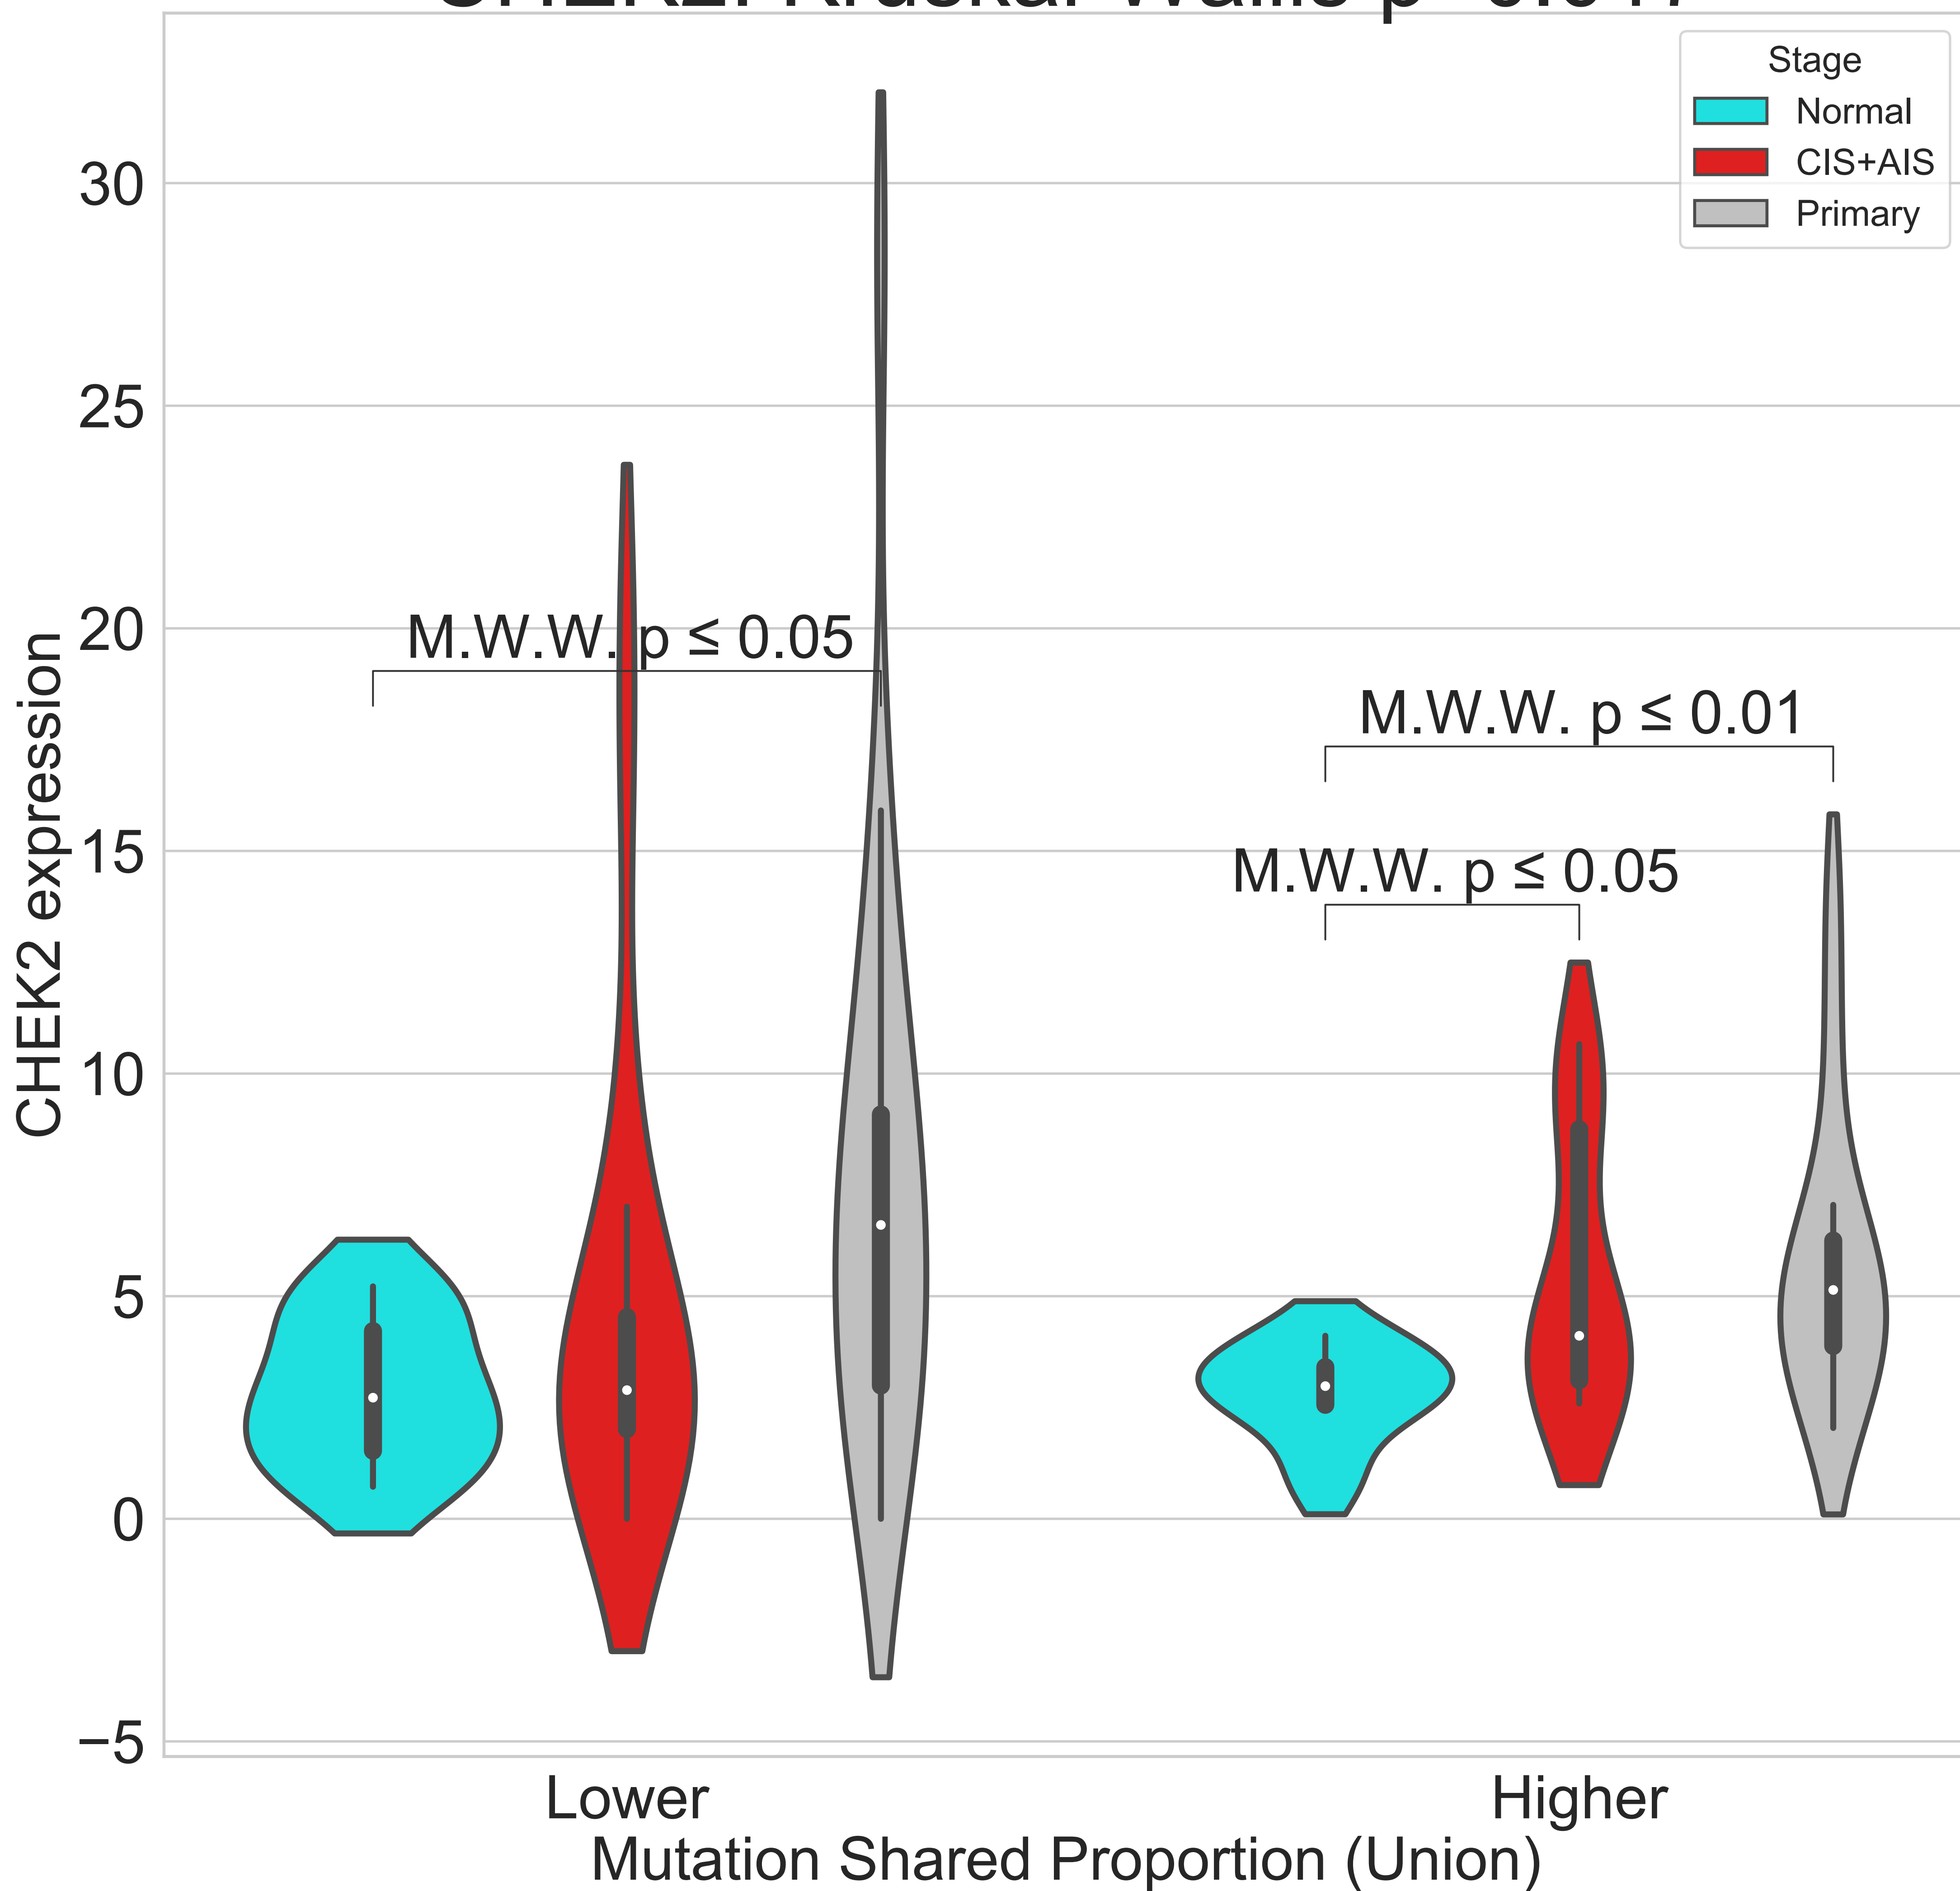 Stage
Normal
CIS+AIS
Primary
30
25
20
15
10
5
0
−5
CHEK2 expression
M.W.W. p ≤ 0.05
M.W.W. p ≤ 0.01
M.W.W. p ≤ 0.05
Lower
Higher
Mutation Shared Proportion (Union)